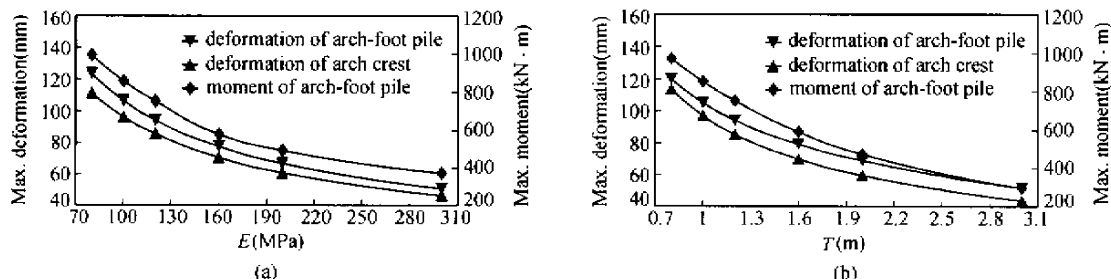 160
140
120
100
80
60
40
Max. deformation(mm)
deformation of arch-foot pile
deformation of arch crest
moment of arch-foot pile
1200
1000
800
600
400
200
Max. moment(kN · m)
70 100 130 160 190 220 250 280 310
E(MPa)
(a)
160
140
120
100
80
60
40
Max. deformation(mm)
deformation of arch-foot pile
deformation of arch crest
moment of arch-foot pile
1200
1000
800
600
400
200
Max. moment(kN · m)
0.7 1 1.3 1.6 1.9 2.2 2.5 2.8 3.1
T(m)
(b)